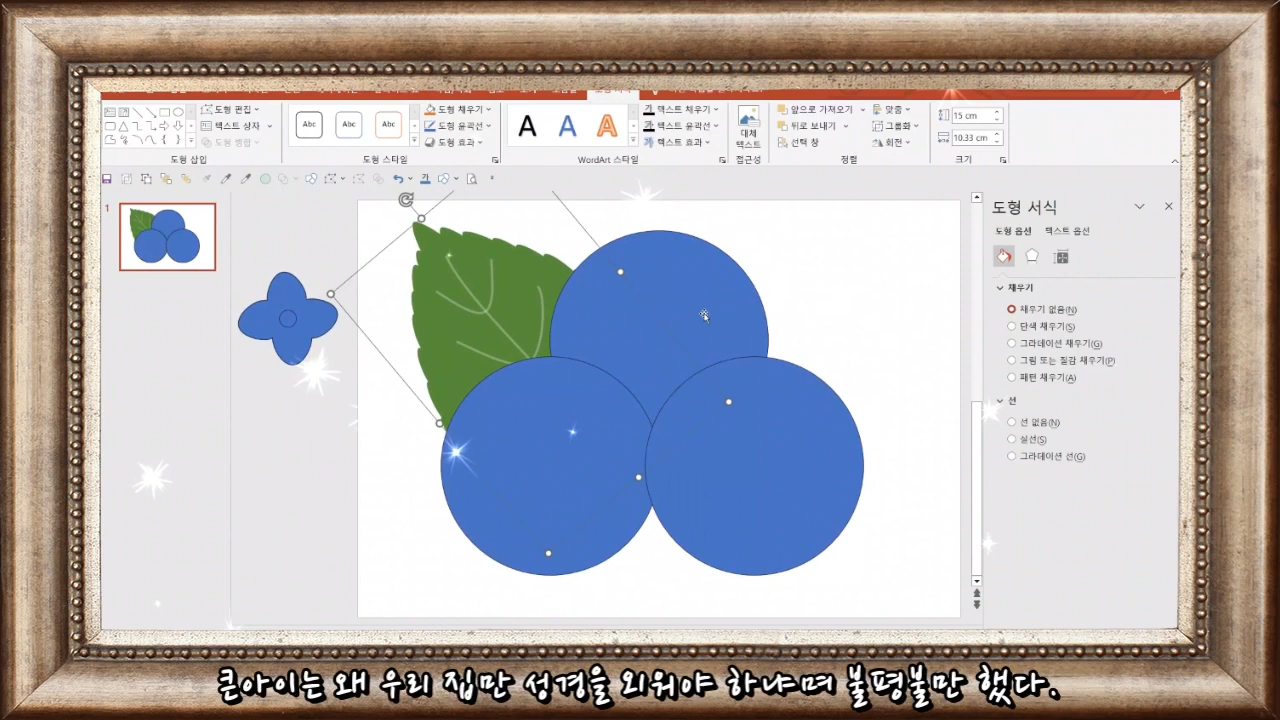 도형 편집
텍스트 상자
도형 병합
도형 삽입
Abc Abc Abc
도형 채우기
도형 윤곽선
도형 효과
도형 스타일
A A A
텍스트 채우기
텍스트 윤곽선
텍스트 효과
WordArt 스타일
대체
텍스트
접근성
앞으로 가져오기
뒤로 보내기
선택 창
맞춤
그룹화
회전
정렬
15 cm
10.33 cm
크기
1
도형 서식
도형 옵션 텍스트 옵션
채우기
채우기 없음(N)
단색 채우기(S)
그라데이션 채우기(G)
그림 또는 질감 채우기(P)
패턴 채우기(A)
선
선 없음(N)
실선(S)
그라데이션 선(G)
큰아이는 왜 우리 집만 성경을 외워야 하냐며 불평불만 했다.